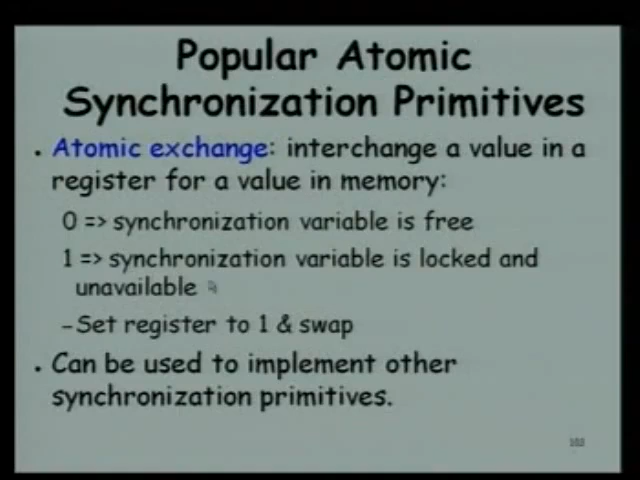 Popular Atomic
Synchronization Primitives
• Atomic exchange: interchange a value in a
register for a value in memory:
0 => synchronization variable is free
1 => synchronization variable is locked and
unavailable
–Set register to 1 & swap
• Can be used to implement other
synchronization primitives.